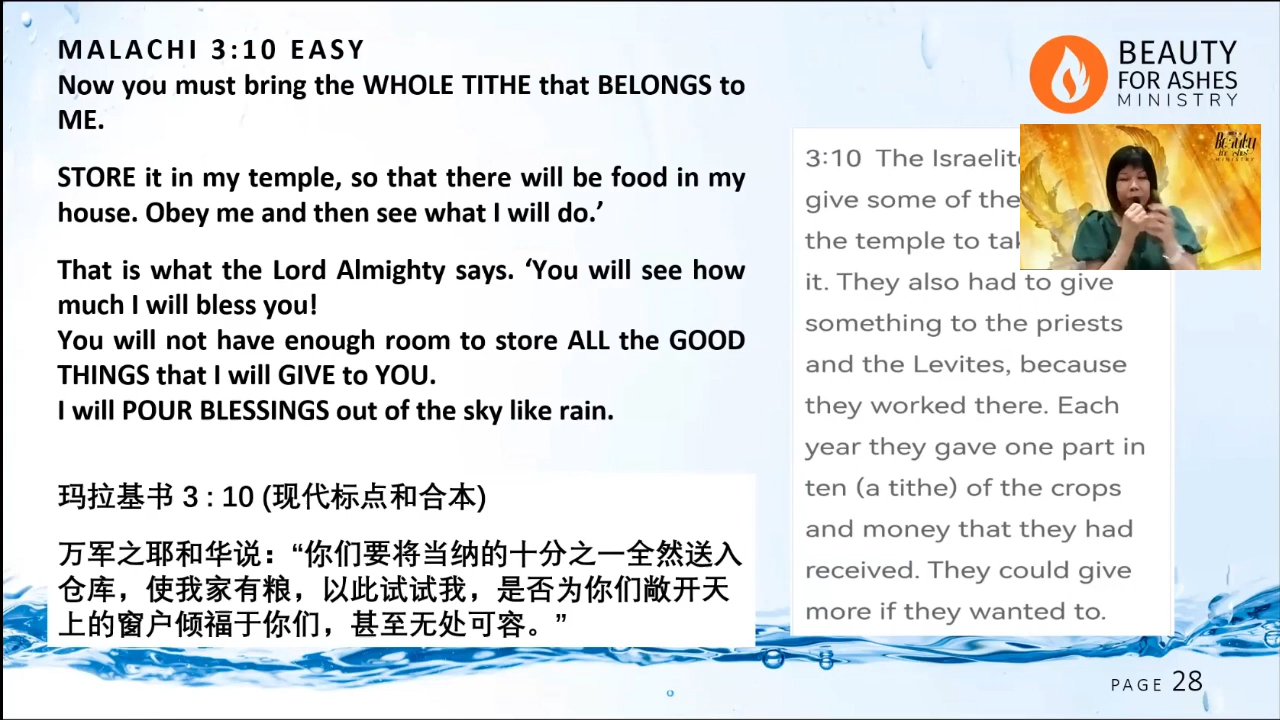 MALACHI 3:10 EASY
Now you must bring the WHOLE TITHE that BELONGS to
ME.
STORE it in my temple, so that there will be food in my
house. Obey me and then see what I will do.’
That is what the Lord Almighty says. ‘You will see how
much I will bless you!
You will not have enough room to store ALL the GOOD
THINGS that I will GIVE to YOU.
I will POUR BLESSINGS out of the sky like rain.
玛拉基书 3 : 10 (现代标点和合本)
万军之耶和华说：“你们要将当纳的十分之一全然送入
仓库，使我家有粮，以此试试我，是否为你们敞开天
上的窗户倾福于你们，甚至无处可容。”
BEAUTY
FOR ASHES
MINISTRY
3:10 The
give some of
the temple to
it. They also had to give
something to the priests
and the Levites, because
they worked there. Each
year they gave one part in
ten (a tithe) of the crops
and money that they had
received. They could give
more if they wanted to.
PAGE 28